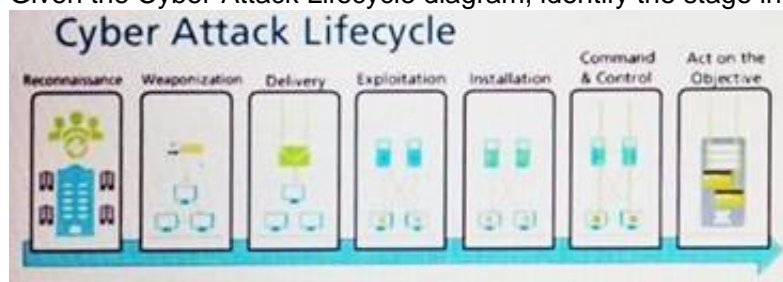 Given the Cyber Attack Lifecycle diagram, identify the stage in
Cyber Attack Lifecycle
Reconnaissance Weaponization Delivery Exploitation Installation Command & Control Act on the Objective